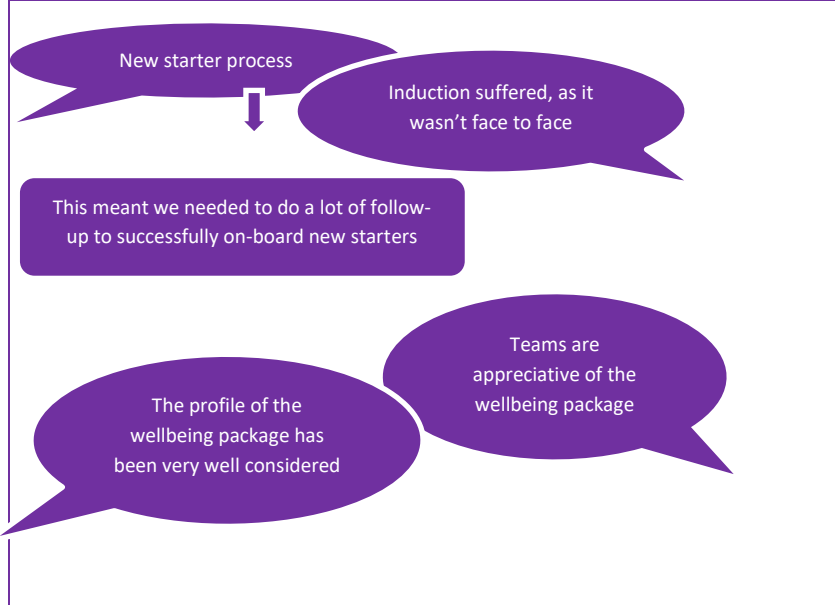 New starter process
Induction suffered, as it
wasn’t face to face
This meant we needed to do a lot of follow-
up to successfully on-board new starters
Teams are
appreciative of the
wellbeing package
The profile of the
wellbeing package has
been very well considered